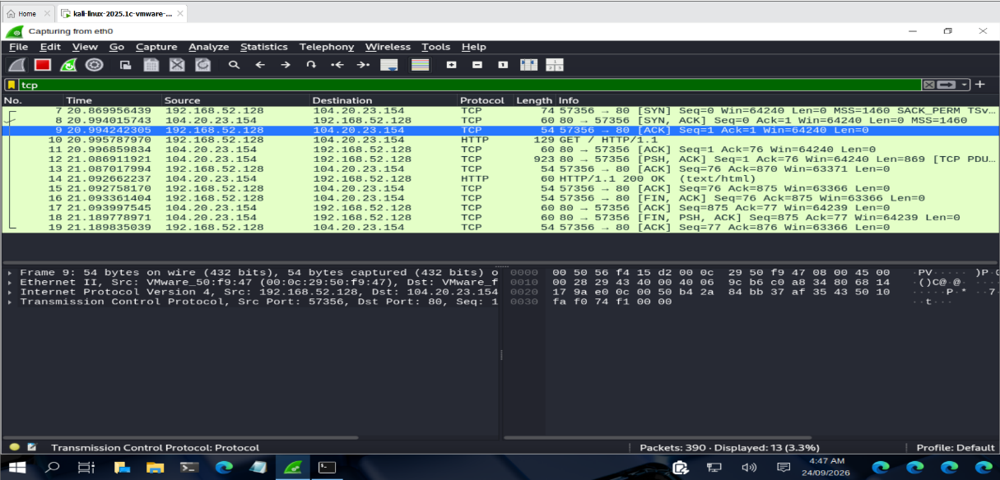 Home kali-linux-2025.1c-vmware-...
Capturing from eth0
File Edit View Go Capture Analyze Statistics Telephony Wireless Tools Help
tcp
No. Time Source Destination Protocol Length Info
7 20.869956439 192.168.52.128 104.20.23.154 TCP 74 57356 → 80 [SYN] Seq=0 Win=64240 Len=0 MSS=1460 SACK_PERM TSv…
8 20.994015743 104.20.23.154 192.168.52.128 TCP 60 80 → 57356 [SYN, ACK] Seq=0 Ack=1 Win=64240 Len=0 MSS=1460
9 20.994242305 192.168.52.128 104.20.23.154 TCP 54 57356 → 80 [ACK] Seq=1 Ack=1 Win=64240 Len=0
10 20.995787970 192.168.52.128 104.20.23.154 HTTP 129 GET / HTTP/1.1
11 20.996859834 104.20.23.154 192.168.52.128 TCP 60 80 → 57356 [ACK] Seq=1 Ack=76 Win=64240 Len=0
12 21.086911921 104.20.23.154 192.168.52.128 TCP 923 80 → 57356 [PSH, ACK] Seq=1 Ack=76 Win=64240 Len=869 [TCP PDU…
13 21.087017994 192.168.52.128 104.20.23.154 TCP 54 57356 → 80 [ACK] Seq=76 Ack=870 Win=63371 Len=0
14 21.092662237 104.20.23.154 192.168.52.128 HTTP 60 HTTP/1.1 200 OK (text/html)
15 21.092758170 192.168.52.128 104.20.23.154 TCP 54 57356 → 80 [ACK] Seq=76 Ack=875 Win=63366 Len=0
16 21.093361404 192.168.52.128 104.20.23.154 TCP 54 57356 → 80 [FIN, ACK] Seq=76 Ack=875 Win=63366 Len=0
17 21.093997545 104.20.23.154 192.168.52.128 TCP 60 80 → 57356 [ACK] Seq=875 Ack=77 Win=64239 Len=0
18 21.189778971 104.20.23.154 192.168.52.128 TCP 60 80 → 57356 [FIN, PSH, ACK] Seq=875 Ack=77 Win=64239 Len=0
19 21.189835039 192.168.52.128 104.20.23.154 TCP 54 57356 → 80 [ACK] Seq=77 Ack=876 Win=63366 Len=0
Frame 9: 54 bytes on wire (432 bits), 54 bytes captured (432 bits) o
Ethernet II, Src: VMware_50:f9:47 (00:0c:29:50:f9:47), Dst: VMware_f
Internet Protocol Version 4, Src: 192.168.52.128, Dst: 104.20.23.154
Transmission Control Protocol, Src Port: 57356, Dst Port: 80, Seq: 1
0000 00 50 56 f4 15 d2 00 0c 29 50 f9 47 08 00 45 00 ·PV····· )P·G
0010 00 28 29 43 40 00 40 06 9c b6 c0 a8 34 80 68 14 ·()C@·@· ····
0020 17 9a e0 0c 00 50 b4 2a 84 bb 37 af 35 43 50 10 ·····P·* ··7·
0030 fa f0 74 f1 00 00 ··t···
Transmission Control Protocol: Protocol
Packets: 390 · Displayed: 13 (3.3%)
Profile: Default
4:47 AM
24/09/2026